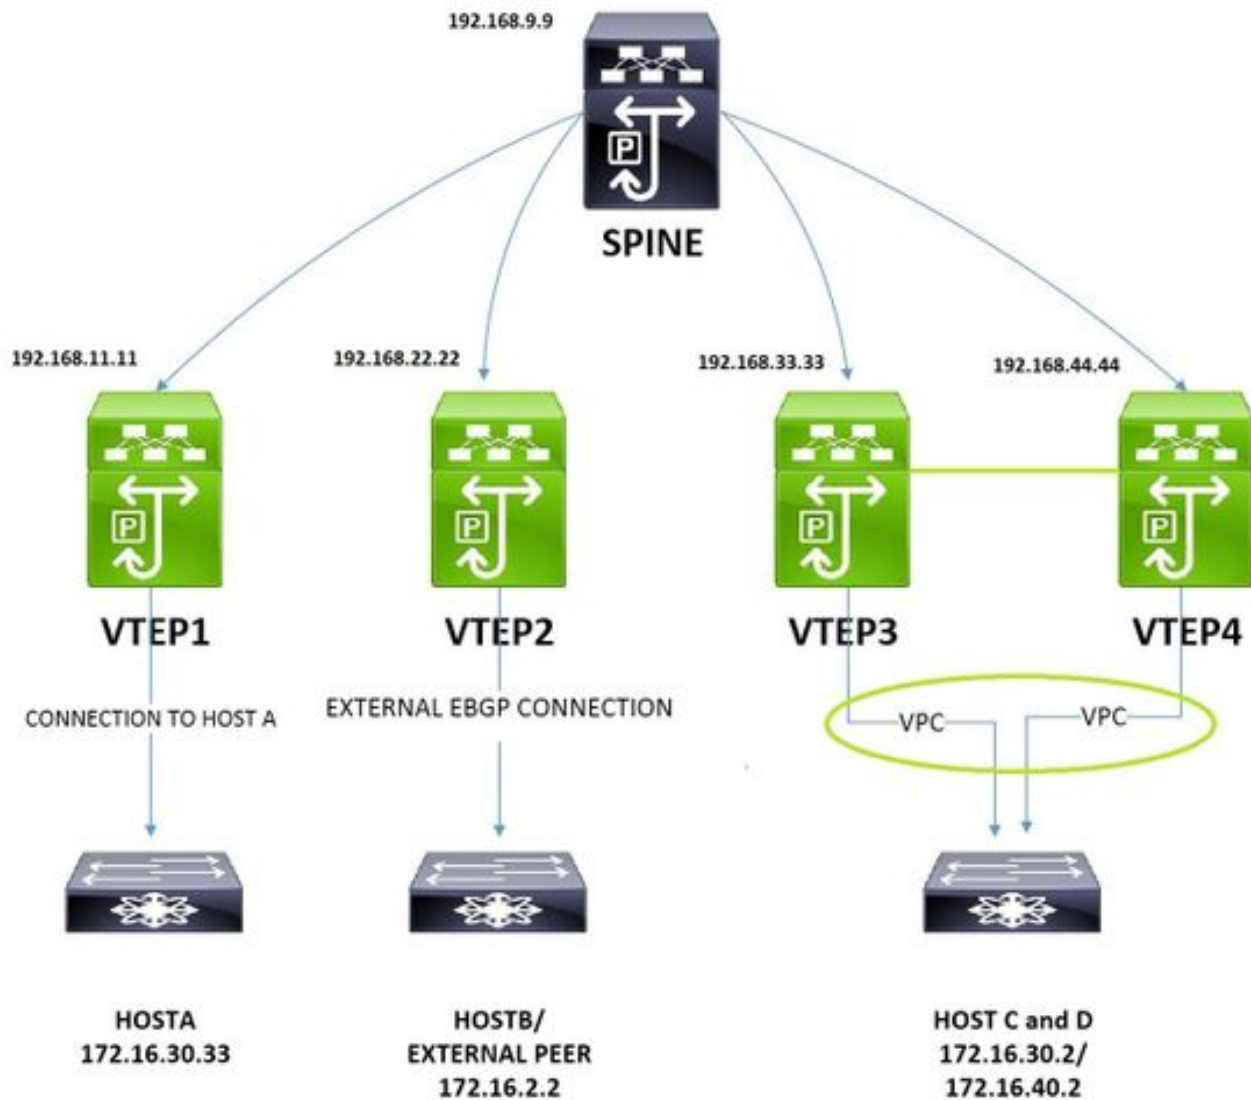 192.168.9.9
P
SPINE
192.168.11.11
192.168.22.22
192.168.33.33
192.168.44.44
P
P
P
P
VTEP1
VTEP2
VTEP3
VTEP4
CONNECTION TO HOST A
EXTERNAL EBGP CONNECTION
VPC
VPC
HOSTA
172.16.30.33
HOSTB/
EXTERNAL PEER
172.16.2.2
HOST C and D
172.16.30.2/
172.16.40.2